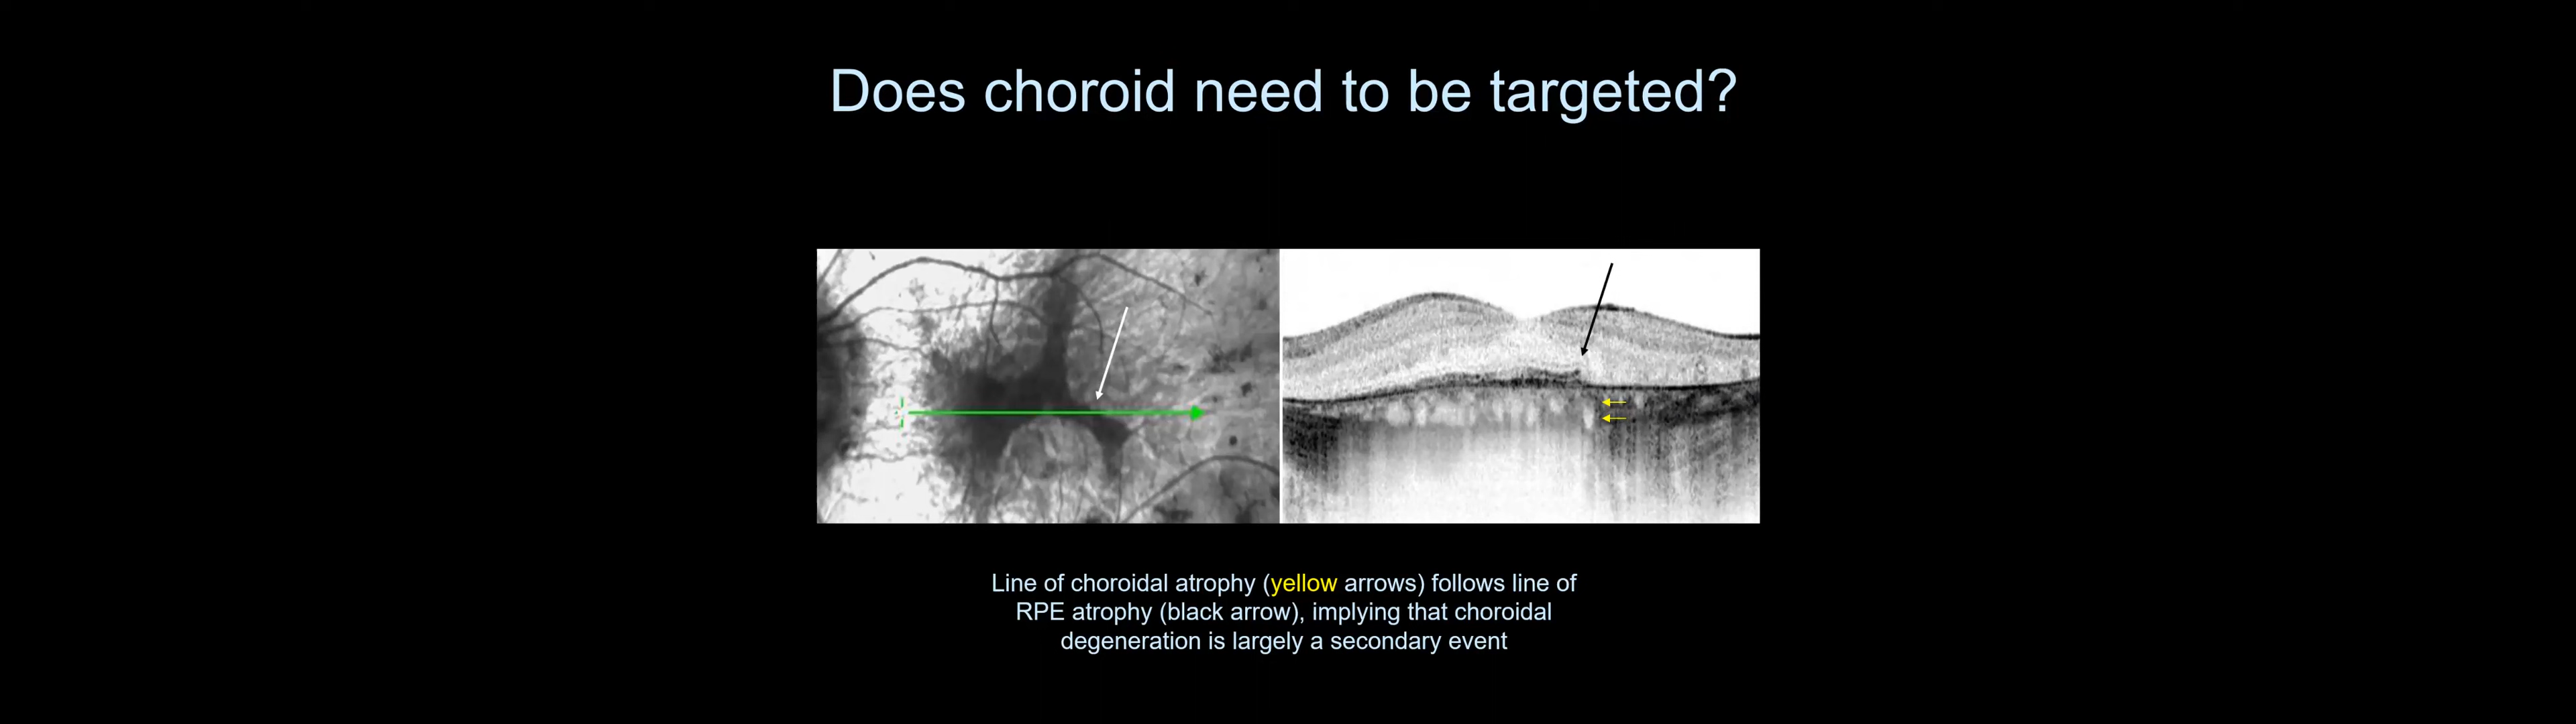 Does choroid need to be targeted?
Line of choroidal atrophy (yellow arrows) follows line of
RPE atrophy (black arrow), implying that choroidal
degeneration is largely a secondary event